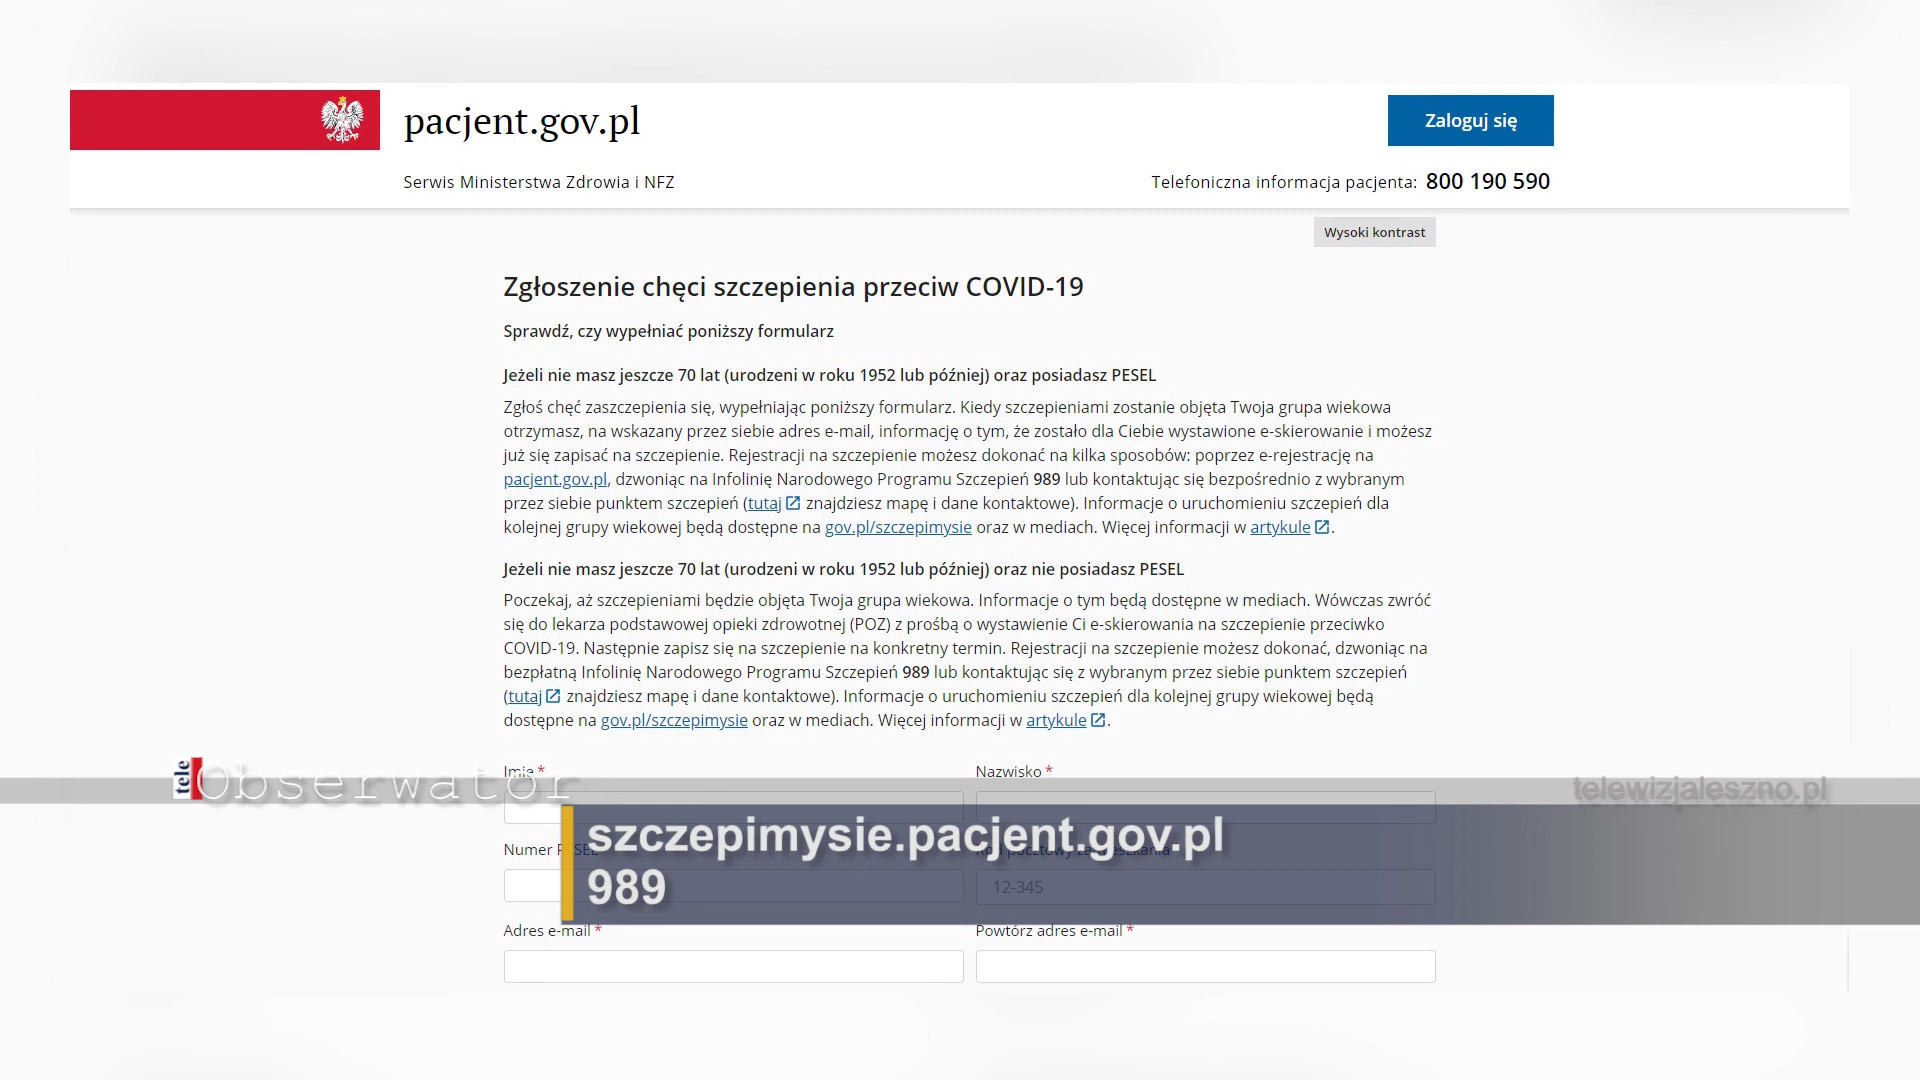 pacjent.gov.pl
Zaloguj się
Serwis Ministerstwa Zdrowia i NFZ
Telefoniczna informacja pacjenta: 800 190 590
Wysoki kontrast
Zgłoszenie chęci szczepienia przeciw COVID-19
Sprawdź, czy wypełniać poniższy formularz
Jeżeli nie masz jeszcze 70 lat (urodzeni w roku 1952 lub później) oraz posiadasz PESEL
Zgłoś chęć zaszczepienia się, wypełniając poniższy formularz. Kiedy szczepieniami zostanie objęta Twoja grupa wiekowa
otrzymasz, na wskazany przez siebie adres e-mail, informację o tym, że zostało dla Ciebie wystawione e-skierowanie i możesz
już się zapisać na szczepienie. Rejestracji na szczepienie możesz dokonać na kilka sposobów: poprzez e-rejestrację na
pacjent.gov.pl, dzwoniąc na Infolinię Narodowego Programu Szczepień 989 lub kontaktując się bezpośrednio z wybranym
przez siebie punktem szczepień (tutaj znajdziesz mapę i dane kontaktowe). Informacje o uruchomieniu szczepień dla
kolejnej grupy wiekowej będą dostępne na gov.pl/szczepimysie oraz w mediach. Więcej informacji w artykule.
Jeżeli nie masz jeszcze 70 lat (urodzeni w roku 1952 lub później) oraz nie posiadasz PESEL
Poczekaj, aż szczepieniami będzie objęta Twoja grupa wiekowa. Informacje o tym będą dostępne w mediach. Wówczas zwróć
się do lekarza podstawowej opieki zdrowotnej (POZ) z prośbą o wystawienie Ci e-skierowania na szczepienie przeciwko
COVID-19. Następnie zapisz się na szczepienie na konkretny termin. Rejestracji na szczepienie możesz dokonać, dzwoniąc na
bezpłatną Infolinię Narodowego Programu Szczepień 989 lub kontaktując się z wybranym przez siebie punktem szczepień
(tutaj znajdziesz mapę i dane kontaktowe). Informacje o uruchomieniu szczepień dla kolejnej grupy wiekowej będą
dostępne na gov.pl/szczepimysie oraz w mediach. Więcej informacji w artykule.
Imię *
Nazwisko *
tele Obserwator
telewizjaleszno.pl
szczepimysie.pacjent.gov.pl
Numer PESEL
Kod pocztowy zamieszkania
989
12-345
Adres e-mail *
Powtórz adres e-mail *